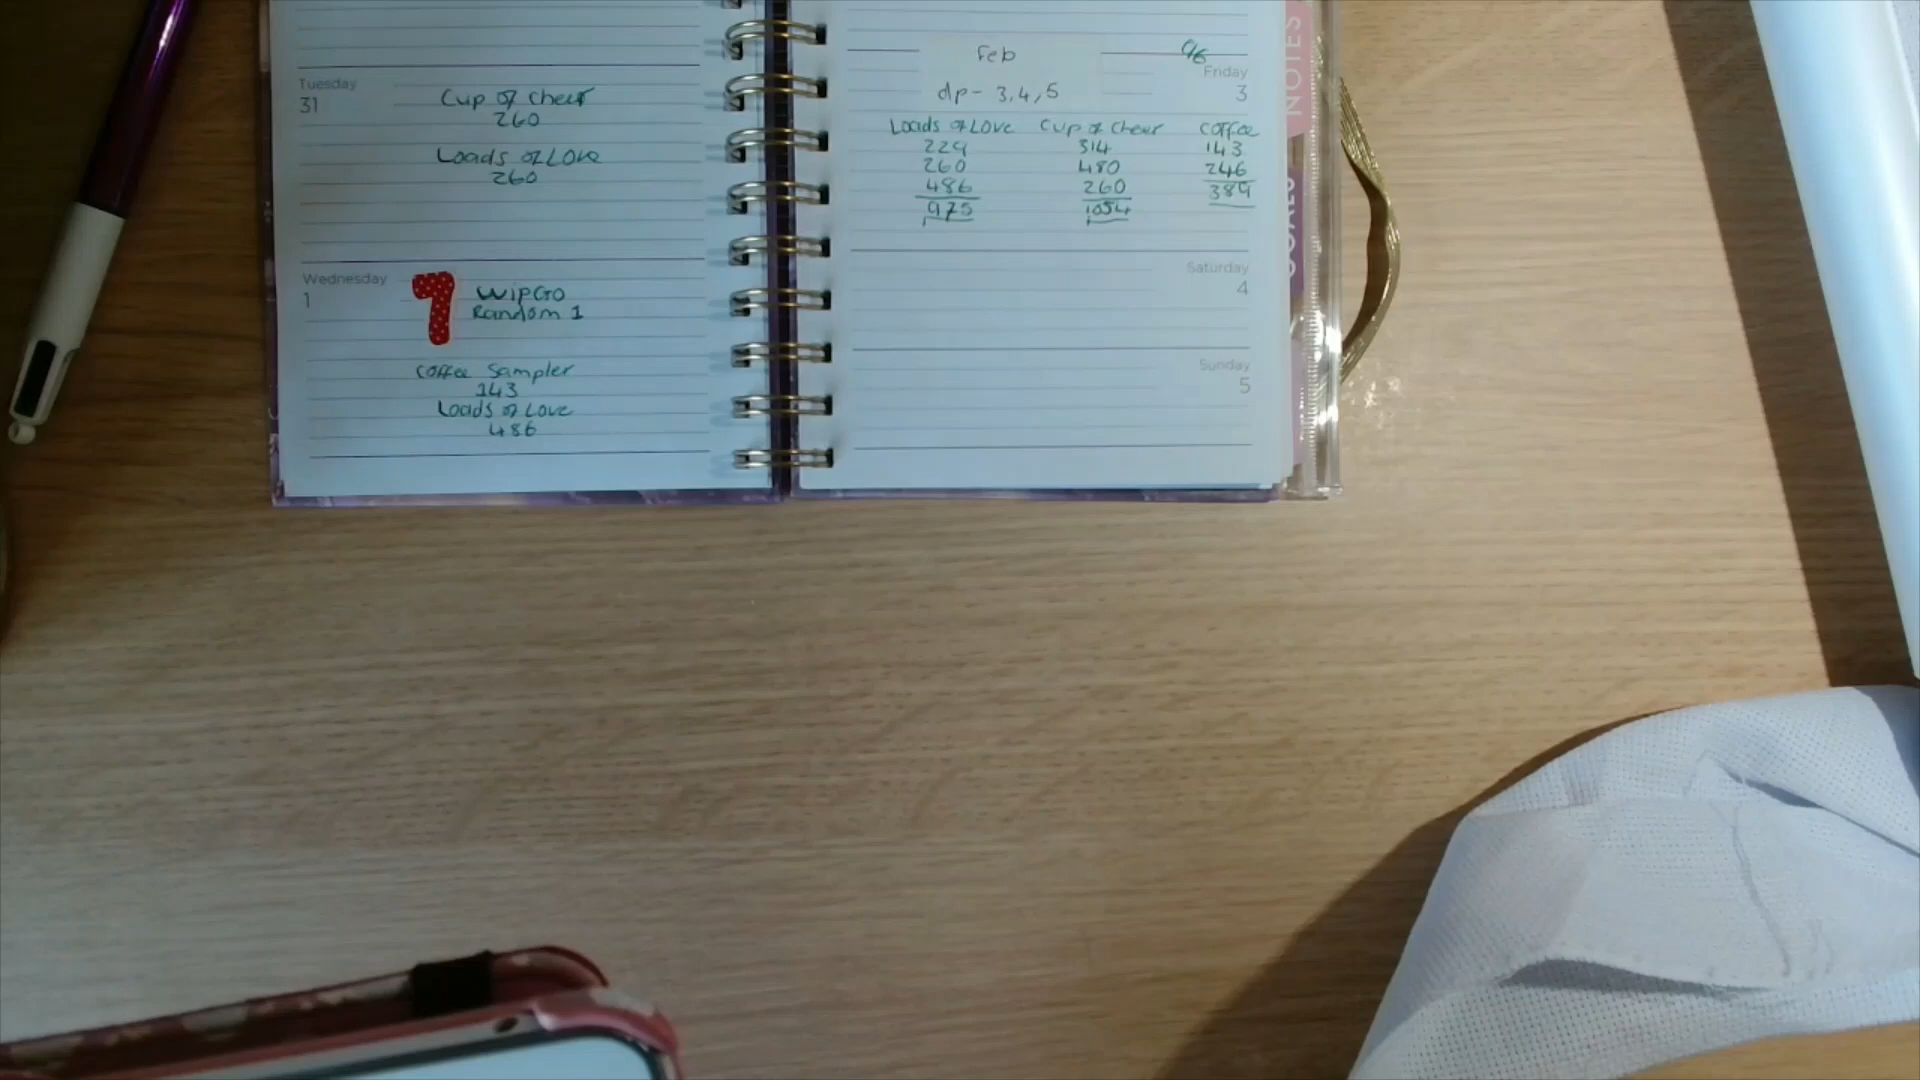 Tuesday
31
Cup of Cheer
260
Loads of Love
260
Wednesday
1
WipGo
Random 1
Coffee Sampler
143
Loads of Love
486
Feb
dp - 3,4,5
Friday
3
Loads of Love Cup of Cheer Coffee
229 314 143
260 480 246
486 260 389
975 1054
Saturday
4
Sunday
5
NOTES
GOALS